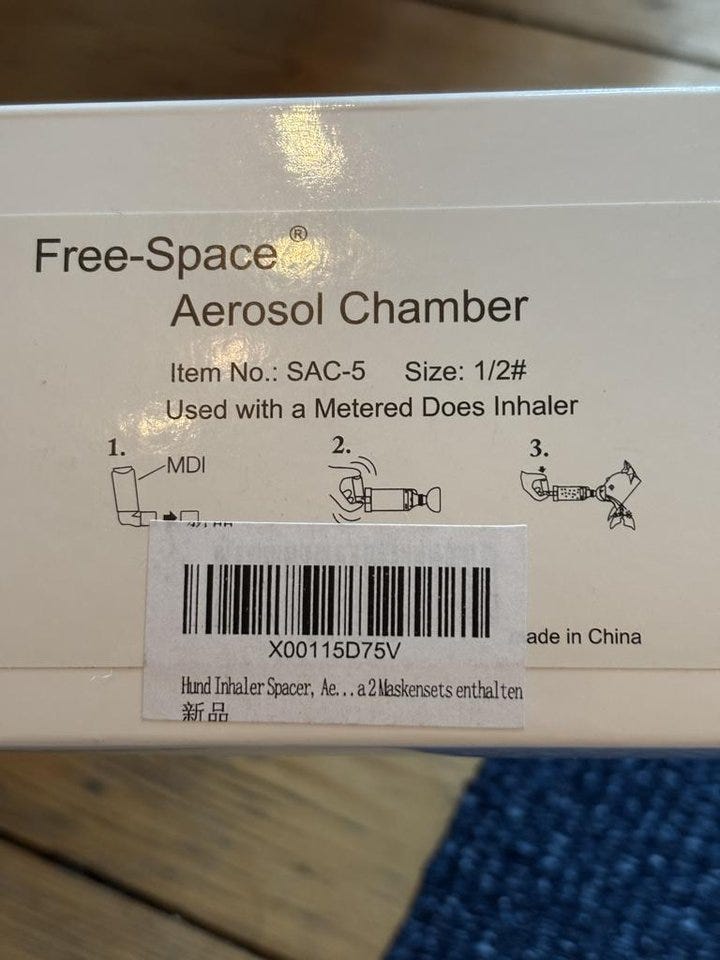 Free-Space®
Aerosol Chamber
Item No.: SAC-5 Size: 1/2#
Used with a Metered Does Inhaler
1.
MDI
2.
3.
ade in China
X00115D75V
Hund Inhaler Spacer, Ae...a 2 Maskensets enthalten
新品